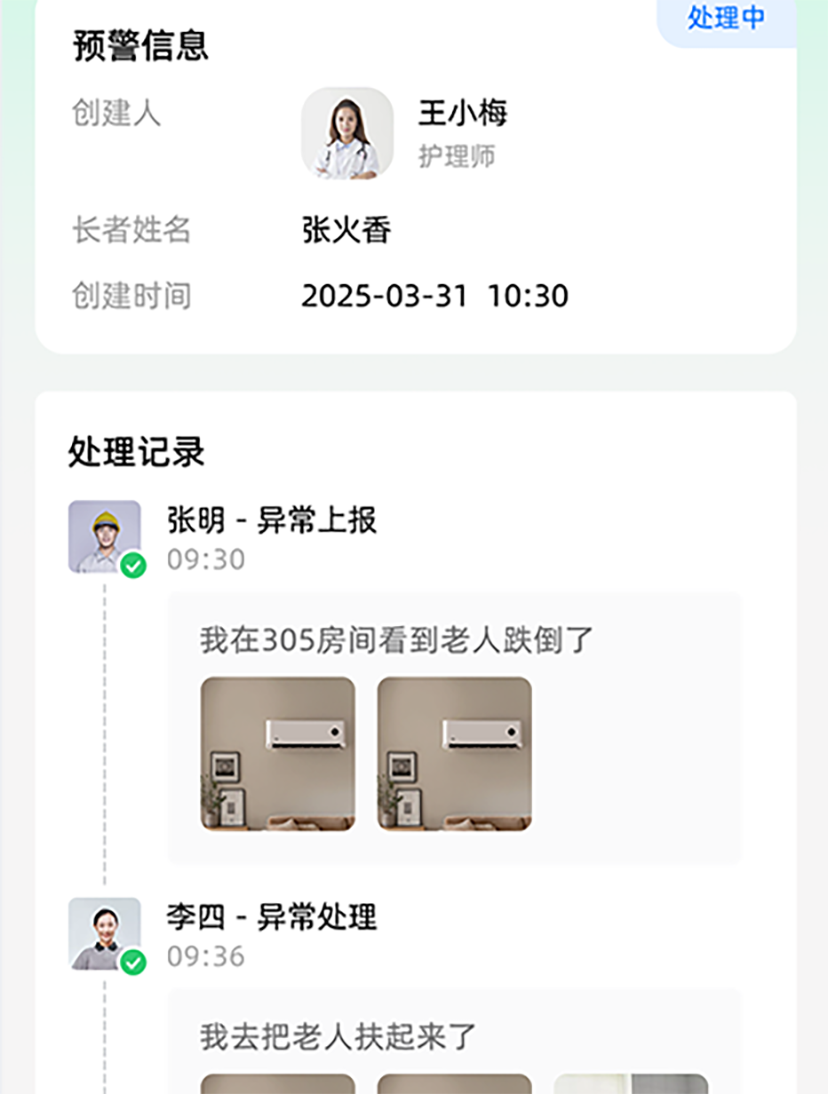 处理中
预警信息
创建人
王小梅
护理师
长者姓名
张火香
创建时间
2025-03-31 10:30
处理记录
张明 - 异常上报
09:30
我在305房间看到老人跌倒了
李四 - 异常处理
09:36
我去把老人扶起来了